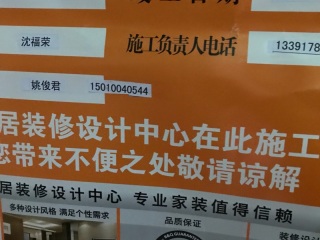 沈福荣
施工负责人电话
1339178
姚俊君 15010040544
居装修设计中心在此施工
您带来不便之处敬请谅解
居装修设计中心 专业家装值得信赖
多种设计风格 满足个性需求
品质保证
装修设